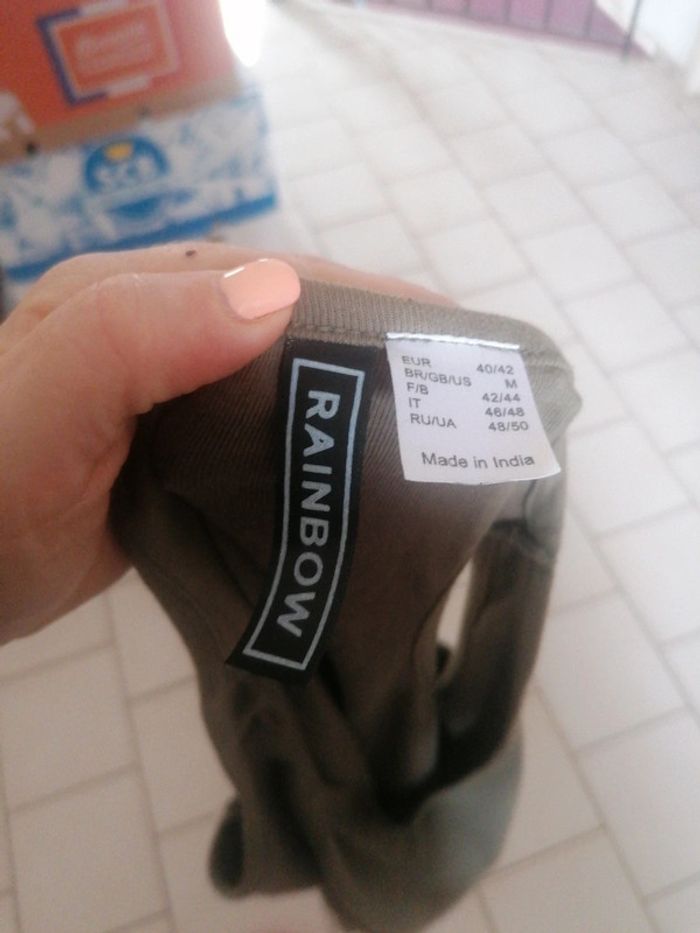 RAINBOW
EUR 40/42
BR/GB/US M
F/B 42/44
IT 46/48
RU/UA 48/50
Made in India